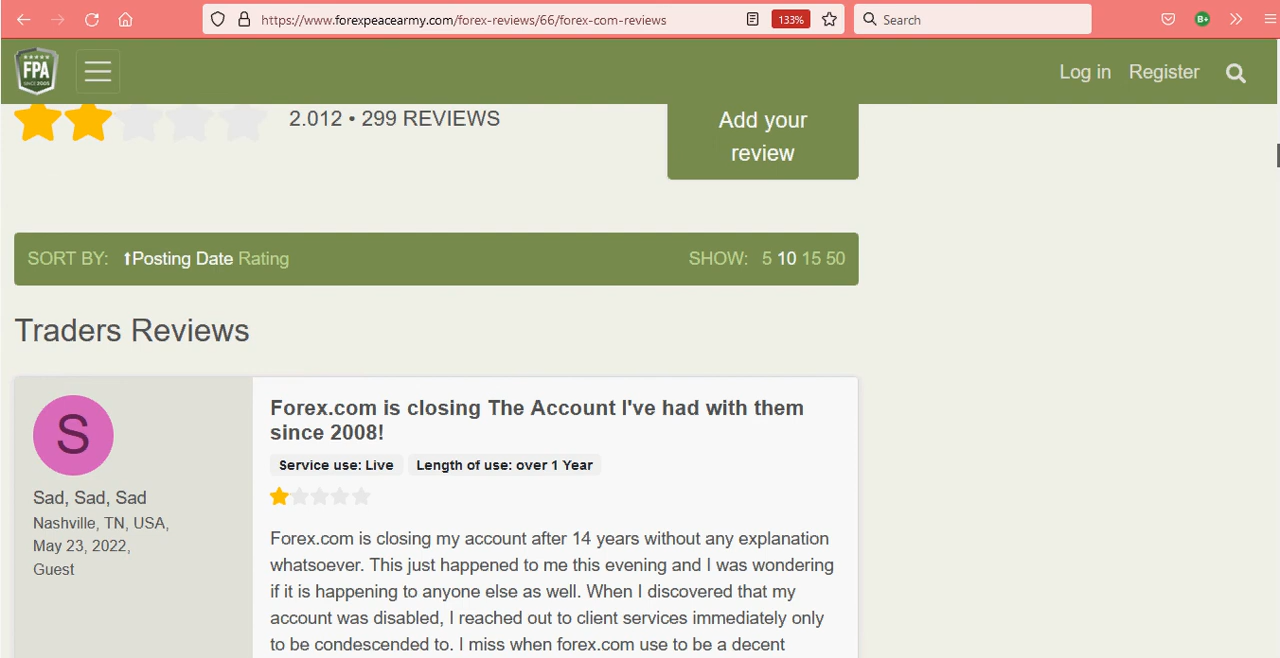 https://www.forexpeacearmy.com/forex-reviews/66/forex-com-reviews
133%
Search
B+
FPA
SINCE 2005
Log in Register
2.012 • 299 REVIEWS
Add your
review
SORT BY: ⬆Posting Date Rating
SHOW: 5 10 15 50
Traders Reviews
S
Sad, Sad, Sad
Nashville, TN, USA,
May 23, 2022,
Guest
Forex.com is closing The Account I've had with them
since 2008!
Service use: Live Length of use: over 1 Year
Forex.com is closing my account after 14 years without any explanation
whatsoever. This just happened to me this evening and I was wondering
if it is happening to anyone else as well. When I discovered that my
account was disabled, I reached out to client services immediately only
to be condescended to. I miss when forex.com use to be a decent